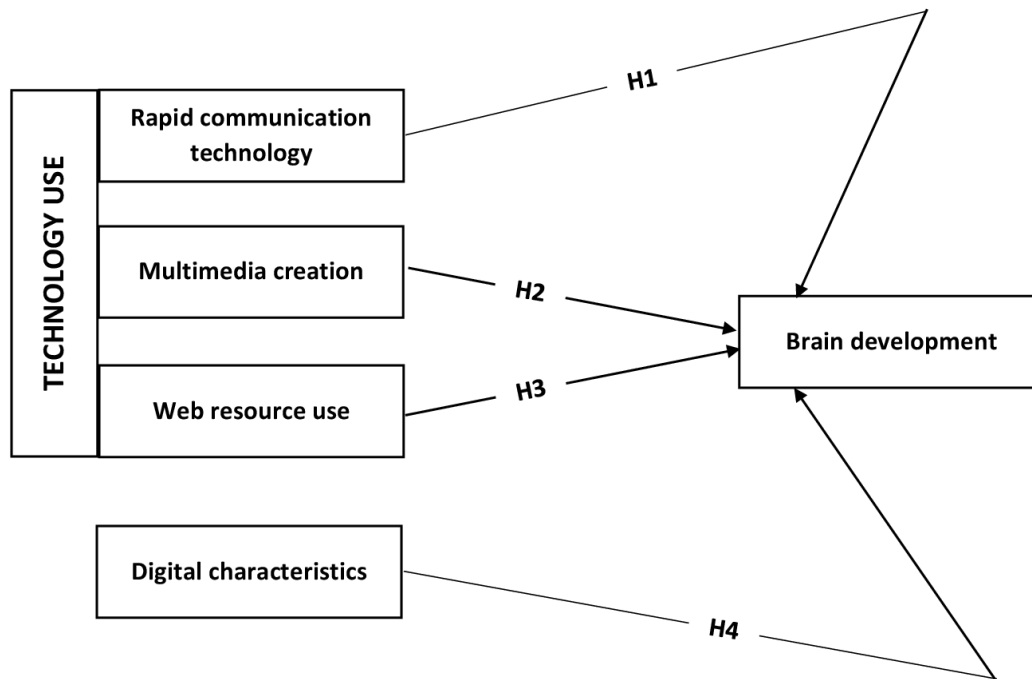 TECHNOLOGY USE
Rapid communication
technology
Multimedia creation
Web resource use
Digital characteristics
H1
H2
H3
H4
Brain development